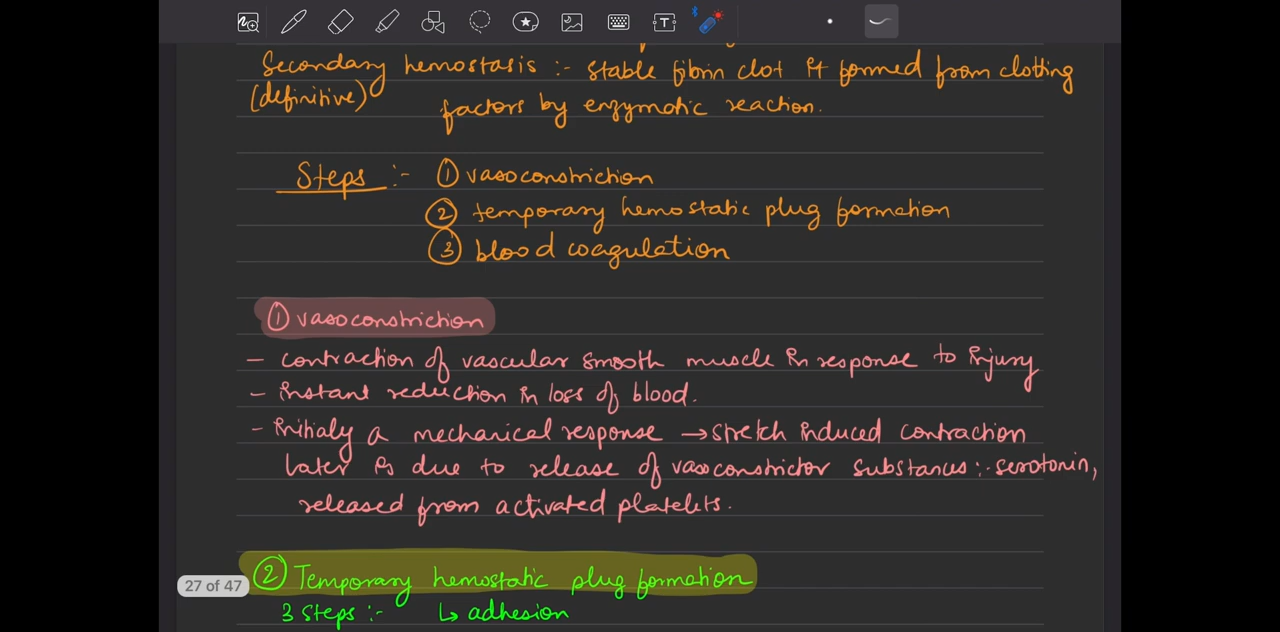 Secondary hemostasis :- stable fibrin clot it formed from clotting
(definitive) factors by enzymatic reaction.
Steps :- ① vasoconstriction
② temporary hemostatic plug formation
③ blood coagulation
① vasoconstriction
- contraction of vascular smooth muscle in response to injury
- instant reduction in loss of blood.
- initialy a mechanical response → stretch induced contraction
later is due to release of vasoconstrictor substances :- serotonin,
released from activated platelets.
② Temporary hemostatic plug formation
27 of 47
3 steps :- ↳ adhesion